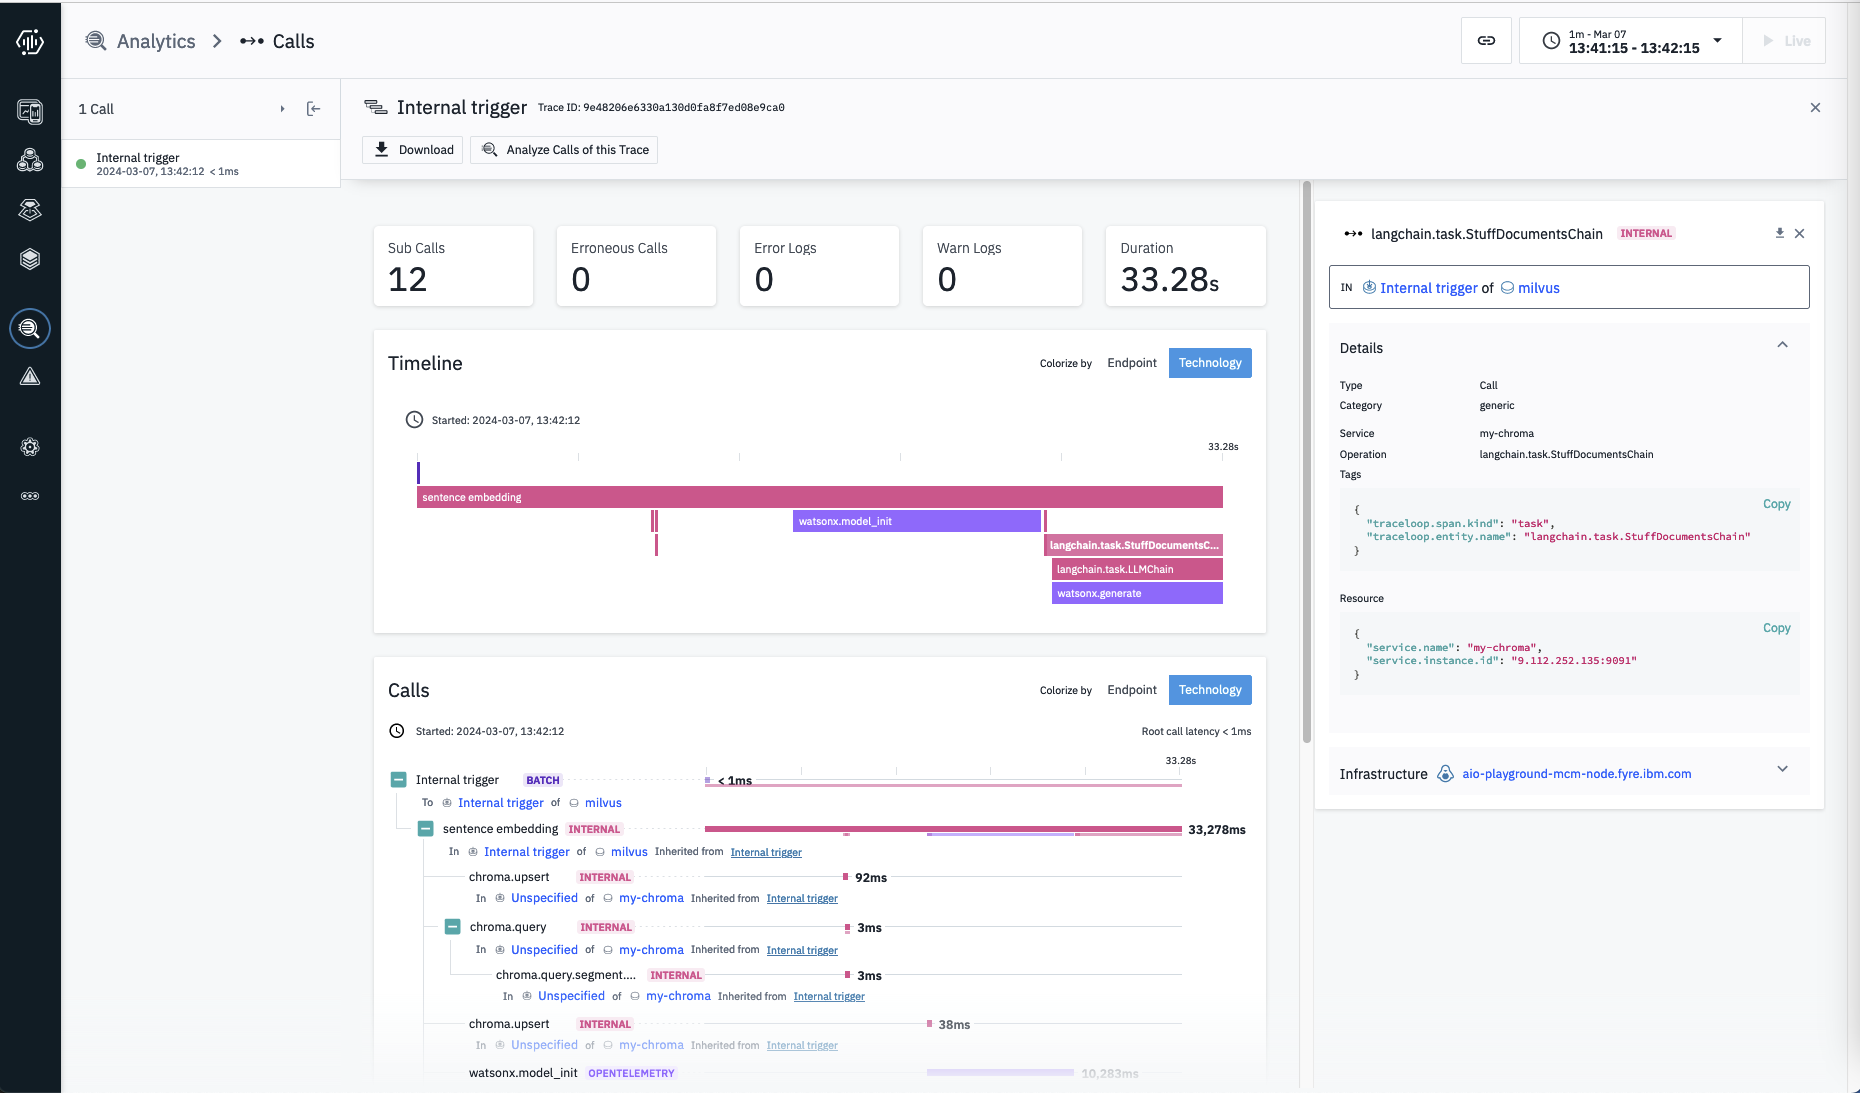 Analytics > Calls
1m - Mar 07
13:41:15 - 13:42:15
Live
1 Call
Internal trigger
2024-03-07, 13:42:12 < 1ms
Internal trigger Trace ID: 9e48206e6330a130d0fa8f7ed08e9ca0
Download Analyze Calls of this Trace
Sub Calls
12
Erroneous Calls
0
Error Logs
0
Warn Logs
0
Duration
33.28s
Timeline
Colorize by Endpoint Technology
Started: 2024-03-07, 13:42:12
33.28s
sentence embedding
watsonx.model_init
langchain.task.StuffDocumentsC...
langchain.task.LLMChain
watsonx.generate
Calls
Colorize by Endpoint Technology
Started: 2024-03-07, 13:42:12
Root call latency < 1ms
33.28s
Internal trigger BATCH < 1ms
To Internal trigger of milvus
sentence embedding INTERNAL 33,278ms
In Internal trigger of milvus Inherited from Internal trigger
chroma.upsert INTERNAL 92ms
In Unspecified of my-chroma Inherited from Internal trigger
chroma.query INTERNAL 3ms
In Unspecified of my-chroma Inherited from Internal trigger
chroma.query.segment.... INTERNAL 3ms
In Unspecified of my-chroma Inherited from Internal trigger
chroma.upsert INTERNAL 38ms
In Unspecified of my-chroma Inherited from Internal trigger
watsonx.model_init OPENTELEMETRY 10,283ms
langchain.task.StuffDocumentsChain INTERNAL
IN Internal trigger of milvus
Details
Type Call
Category generic
Service my-chroma
Operation langchain.task.StuffDocumentsChain
Tags
Copy
{
"traceloop.span.kind": "task",
"traceloop.entity.name": "langchain.task.StuffDocumentsChain"
}
Resource
Copy
{
"service.name": "my-chroma",
"service.instance.id": "9.112.252.135:9091"
}
Infrastructure aio-playground-mcm-node.fyre.ibm.com